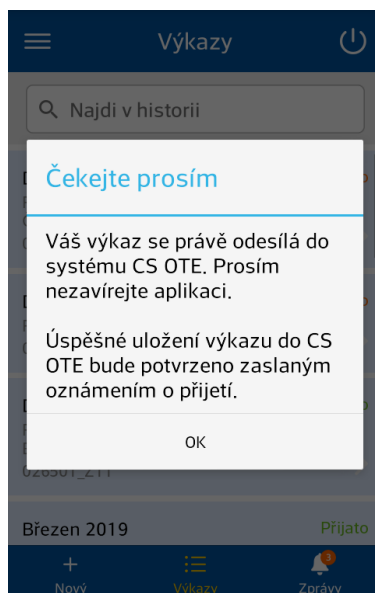 Výkazy
Najdi v historii
Čekejte prosím
Váš výkaz se právě odesílá do
systému CS OTE. Prosím
nezavírejte aplikaci.
Úspěšné uložení výkazu do CS
OTE bude potvrzeno zaslaným
oznámením o přijetí.
OK
Březen 2019
Přijato
3
Nový
Výkazy
Zprávy